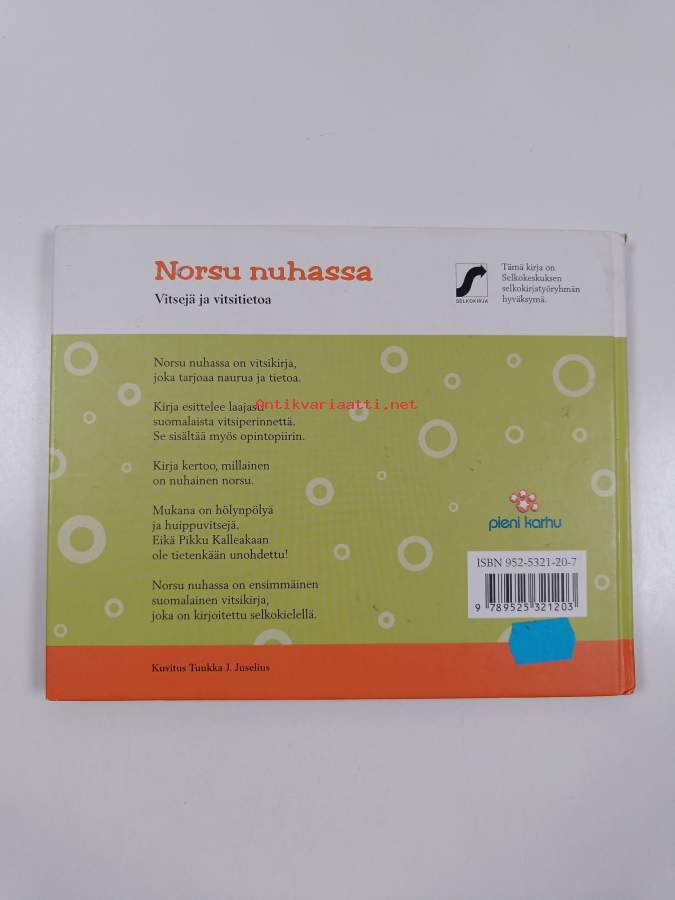 Norsu nuhassa
Vitsejä ja vitsitietoa
SELKOKIRJA
Tämä kirja on
Selkokeskuksen
selkokirjatyöryhmän
hyväksymä.
Norsu nuhassa on vitsikirja,
joka tarjoaa naurua ja tietoa.
Antikvariaatti.net
Kirja esittelee laajasti
suomalaista vitsiperinnettä.
Se sisältää myös opintopiirin.
Kirja kertoo, millainen
on nuhainen norsu.
Mukana on hölynpölyä
ja huippuvitsejä.
Eikä Pikku Kalleakaan
ole tietenkään unohdettu!
Norsu nuhassa on ensimmäinen
suomalainen vitsikirja,
joka on kirjoitettu selkokielellä.
pieni karhu
ISBN 952-5321-20-7
9 789525 321203
Kuvitus Tuukka J. Juselius